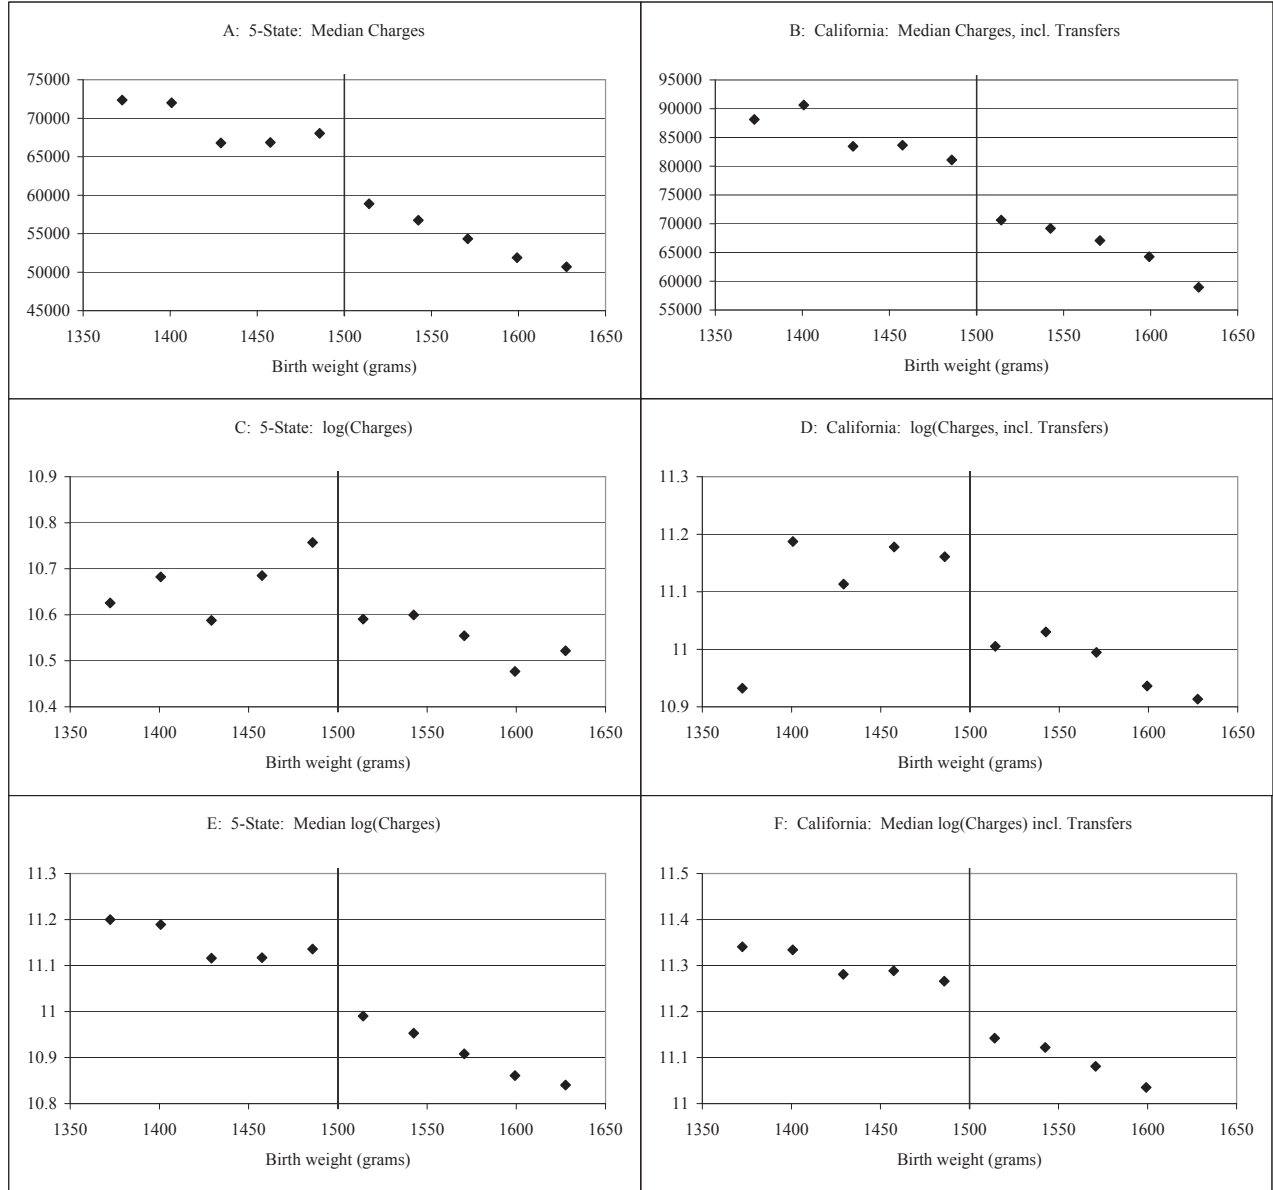 A: 5-State: Median Charges
75000
70000
65000
60000
55000
50000
45000
1350 1400 1450 1500 1550 1600 1650
Birth weight (grams)
B: California: Median Charges, incl. Transfers
95000
90000
85000
80000
75000
70000
65000
60000
55000
1350 1400 1450 1500 1550 1600 1650
Birth weight (grams)
C: 5-State: log(Charges)
10.9
10.8
10.7
10.6
10.5
10.4
1350 1400 1450 1500 1550 1600 1650
Birth weight (grams)
D: California: log(Charges, incl. Transfers)
11.3
11.2
11.1
11
10.9
1350 1400 1450 1500 1550 1600 1650
Birth weight (grams)
E: 5-State: Median log(Charges)
11.3
11.2
11.1
11
10.9
10.8
1350 1400 1450 1500 1550 1600 1650
Birth weight (grams)
F: California: Median log(Charges) incl. Transfers
11.5
11.4
11.3
11.2
11.1
11
1350 1400 1450 1500 1550 1600 1650
Birth weight (grams)